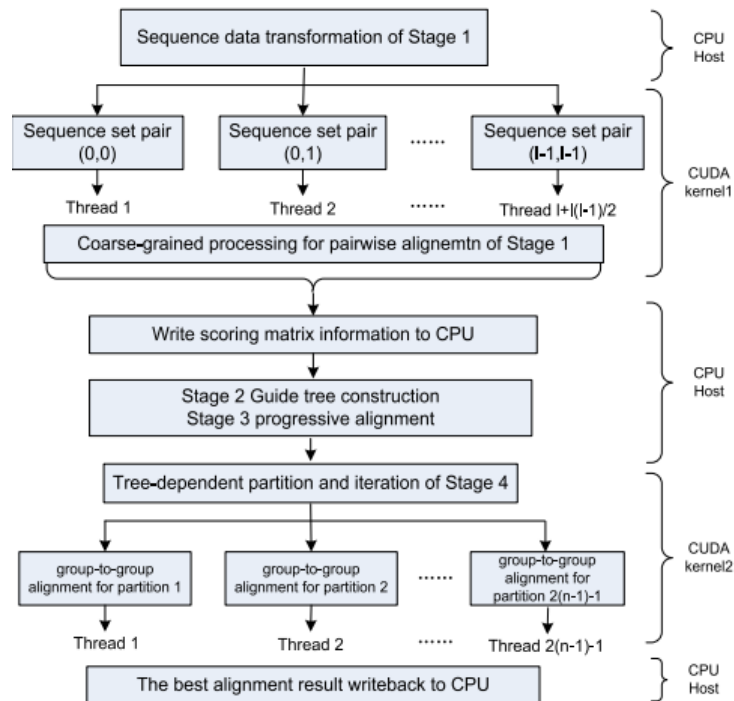 Sequence data transformation of Stage 1
CPU
Host
Sequence set pair
(0,0)
Sequence set pair
(0,1)
......
Sequence set pair
(l-1,l-1)
Thread 1
Thread 2
......
Thread l+l(l-1)/2
CUDA
kernel1
Coarse-grained processing for pairwise alignemtn of Stage 1
Write scoring matrix information to CPU
Stage 2 Guide tree construction
Stage 3 progressive alignment
CPU
Host
Tree-dependent partition and iteration of Stage 4
group-to-group
alignment for partition 1
group-to-group
alignment for partition 2
......
group-to-group
alignment for
partition 2(n-1)-1
CUDA
kernel2
Thread 1
Thread 2
......
Thread 2(n-1)-1
The best alignment result writeback to CPU
CPU
Host